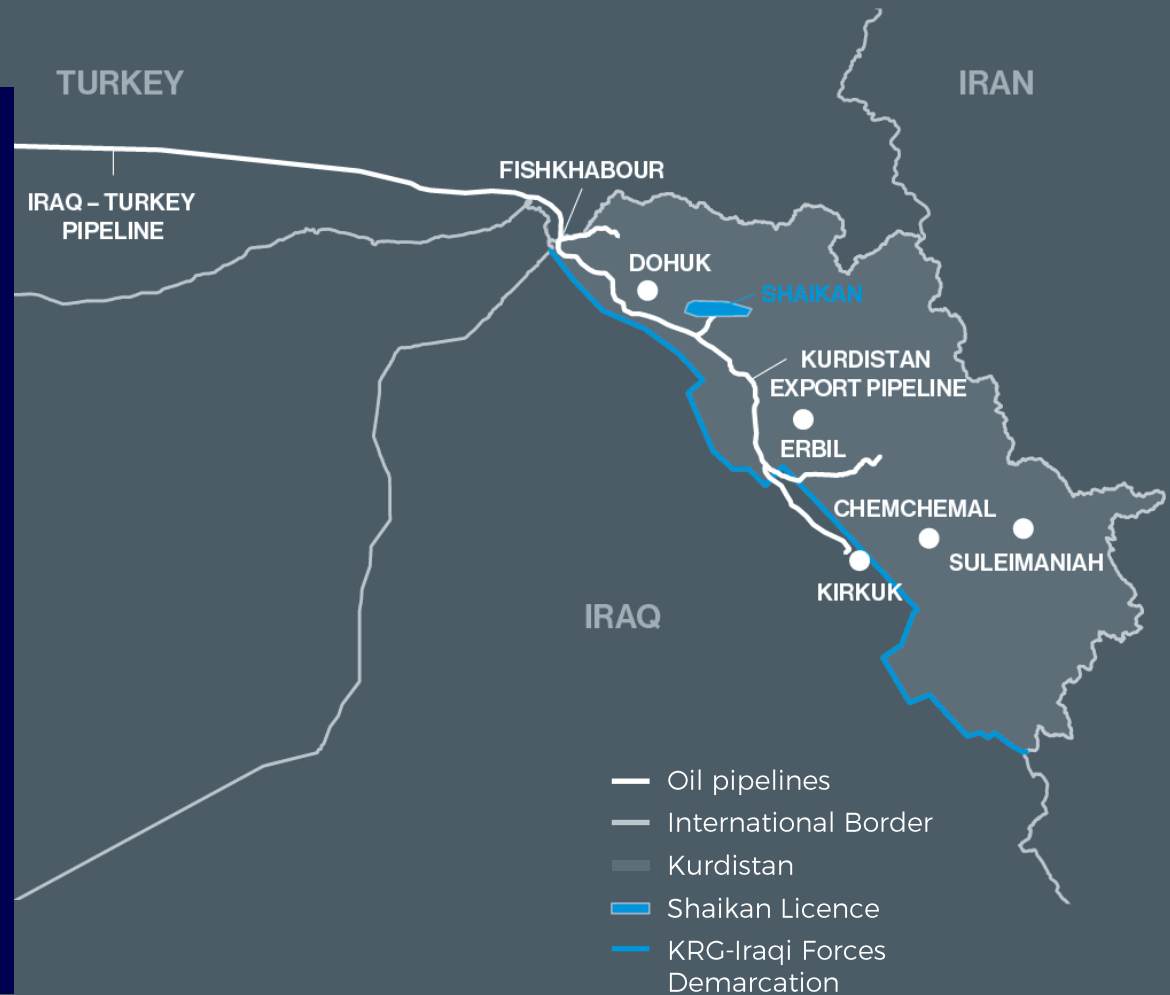 TURKEY
IRAN
FISHKHABOUR
IRAQ – TURKEY
PIPELINE
DOHUK
SHAIKAN
KURDISTAN
EXPORT PIPELINE
ERBIL
CHEMCHEMAL
SULEIMANIAH
KIRKUK
IRAQ
Oil pipelines
International Border
Kurdistan
Shaikan Licence
KRG-Iraqi Forces
Demarcation